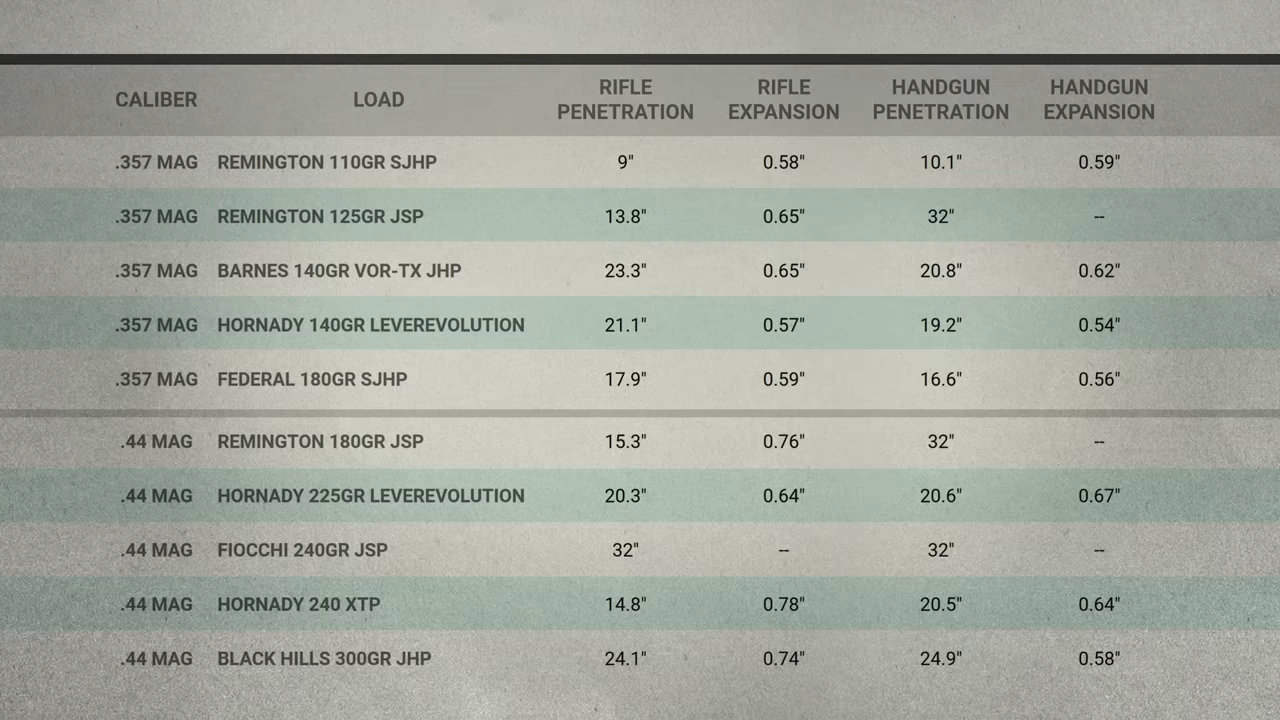 CALIBER LOAD RIFLE PENETRATION RIFLE EXPANSION HANDGUN PENETRATION HANDGUN EXPANSION
.357 MAG REMINGTON 110GR SJHP 9" 0.58" 10.1" 0.59"
.357 MAG REMINGTON 125GR JSP 13.8" 0.65" 32" --
.357 MAG BARNES 140GR VOR-TX JHP 23.3" 0.65" 20.8" 0.62"
.357 MAG HORNADY 140GR LEVEREVOLUTION 21.1" 0.57" 19.2" 0.54"
.357 MAG FEDERAL 180GR SJHP 17.9" 0.59" 16.6" 0.56"
.44 MAG REMINGTON 180GR JSP 15.3" 0.76" 32" --
.44 MAG HORNADY 225GR LEVEREVOLUTION 20.3" 0.64" 20.6" 0.67"
.44 MAG FIOCCHI 240GR JSP 32" -- 32" --
.44 MAG HORNADY 240 XTP 14.8" 0.78" 20.5" 0.64"
.44 MAG BLACK HILLS 300GR JHP 24.1" 0.74" 24.9" 0.58"